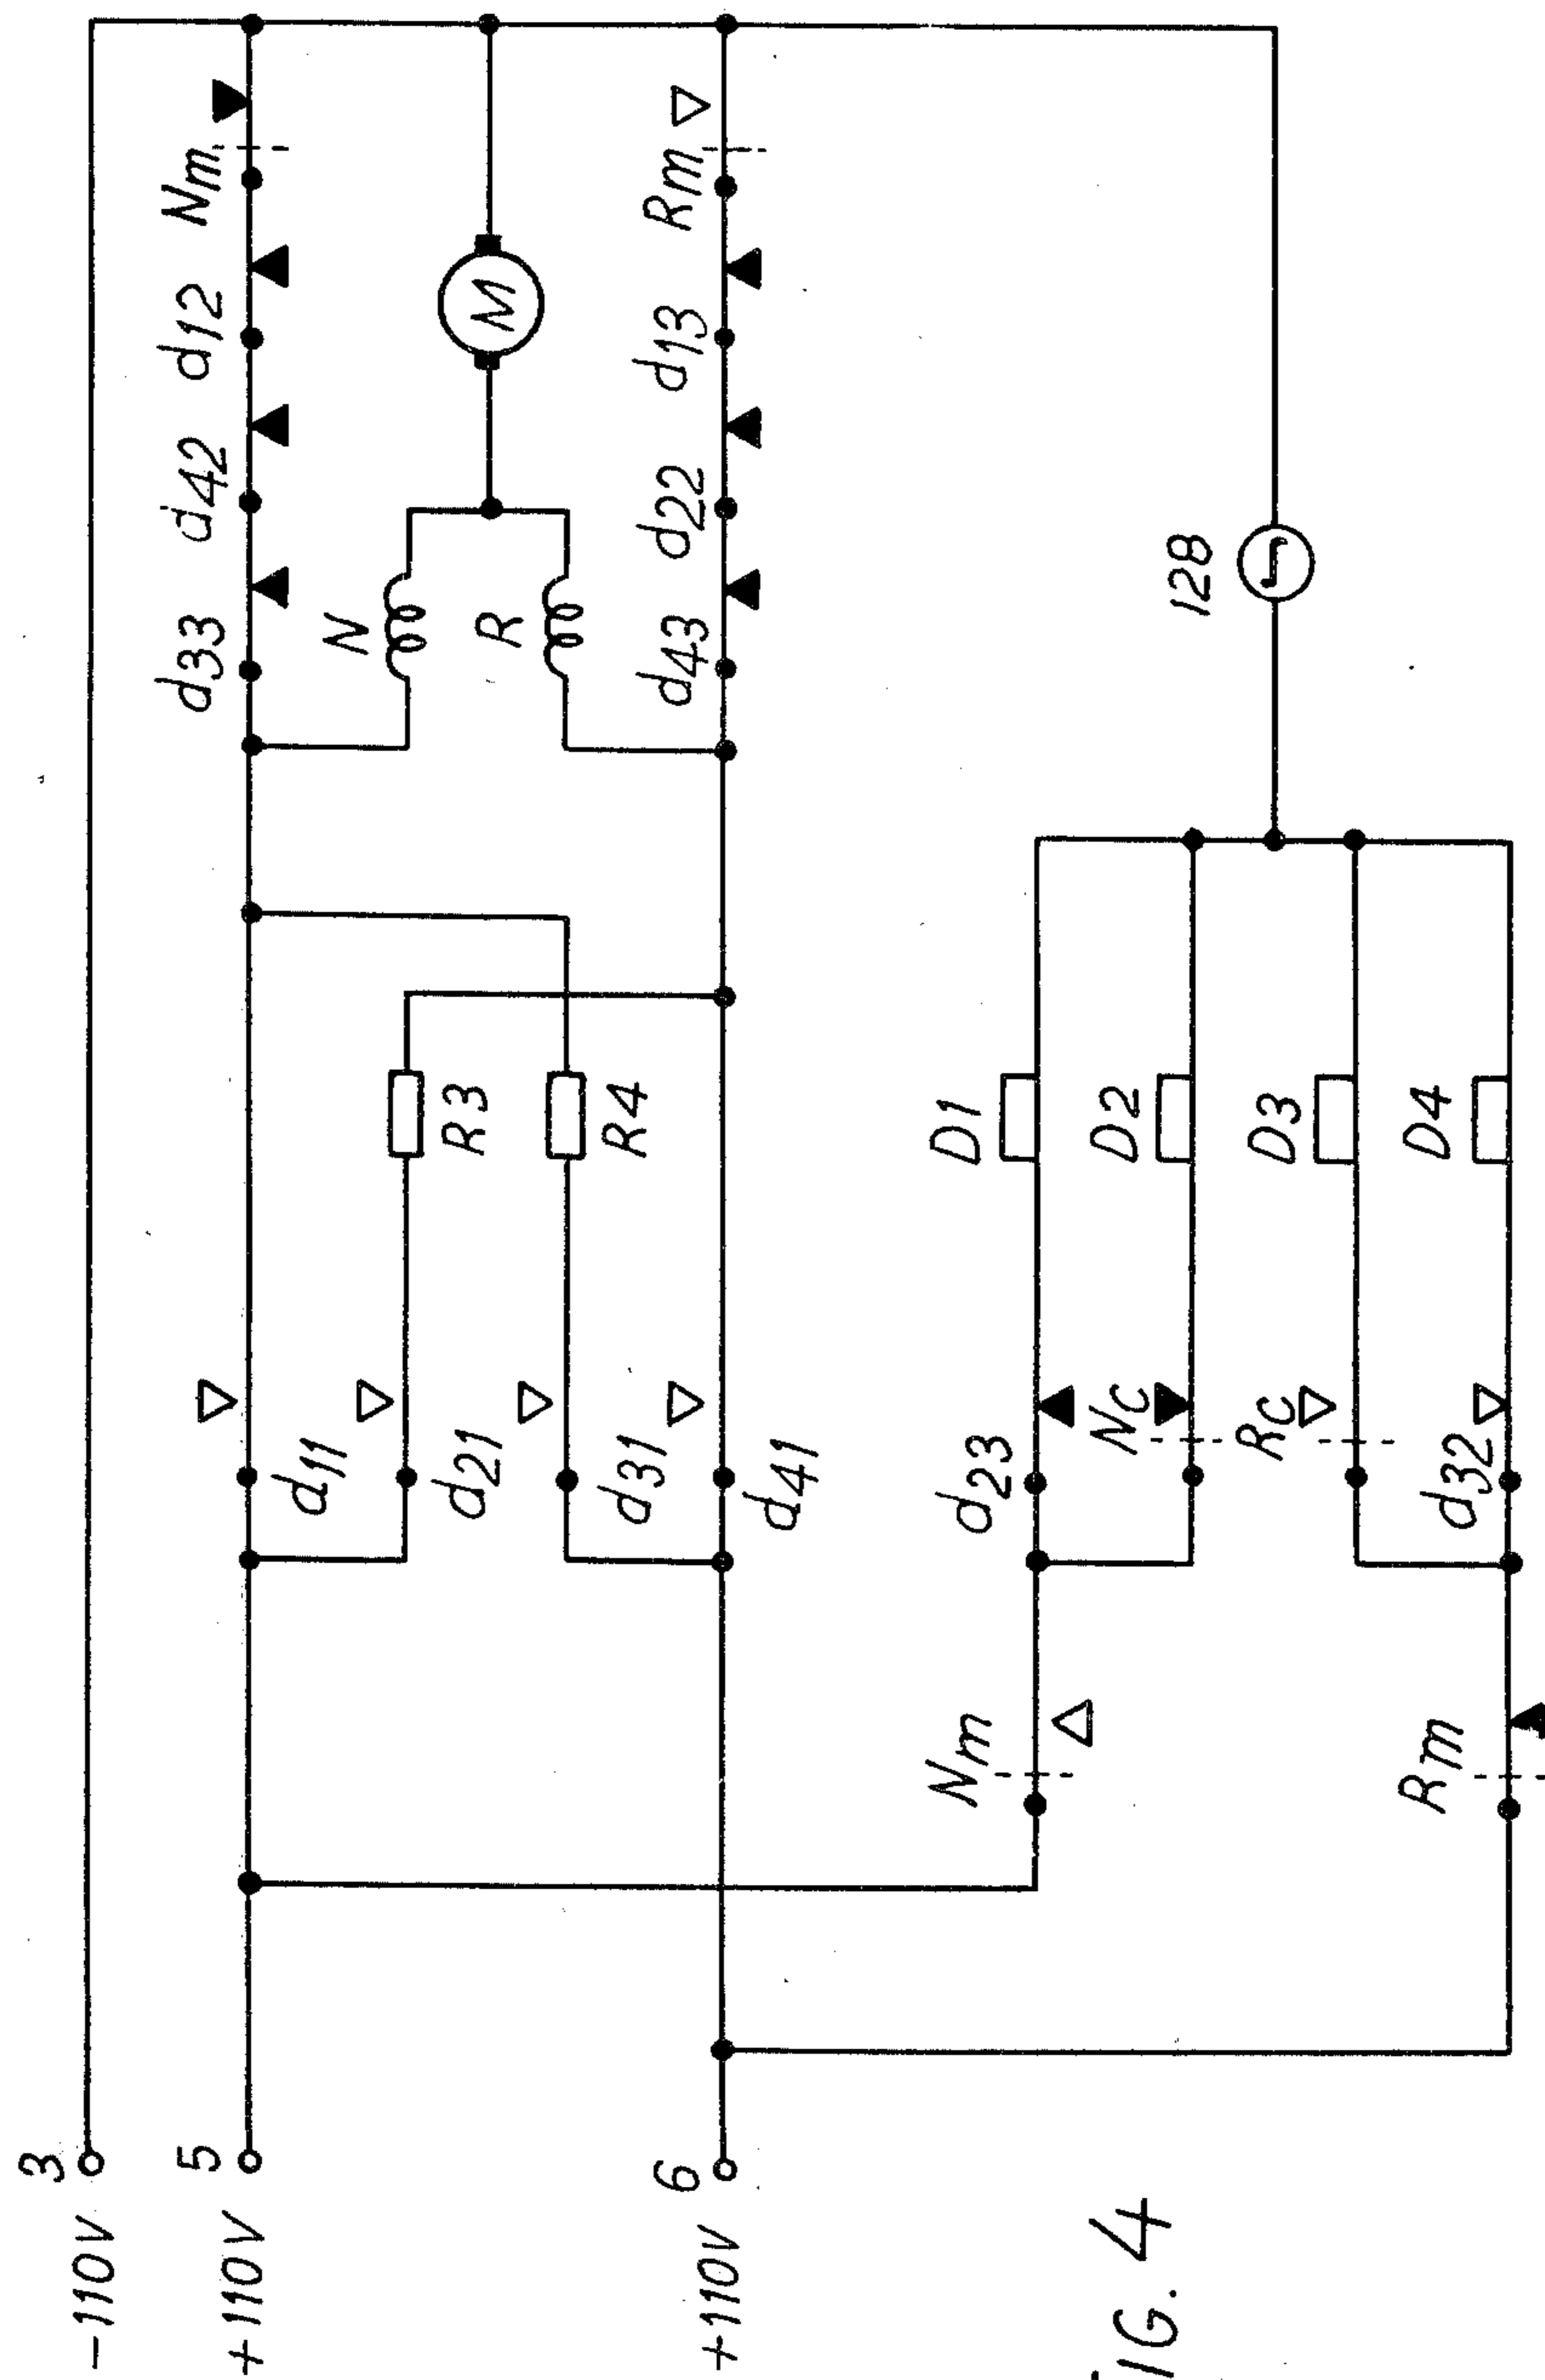 3
-110V
5
+110V
6
+110V
d11
d21
d31
d41
R3
R4
d33
d42
d12
Nm
N
R
M
d43
d22
d13
Rm
Nm
Rm
d23
Nc
Rc
d32
D1
D2
D3
D4
128
FIG. 4